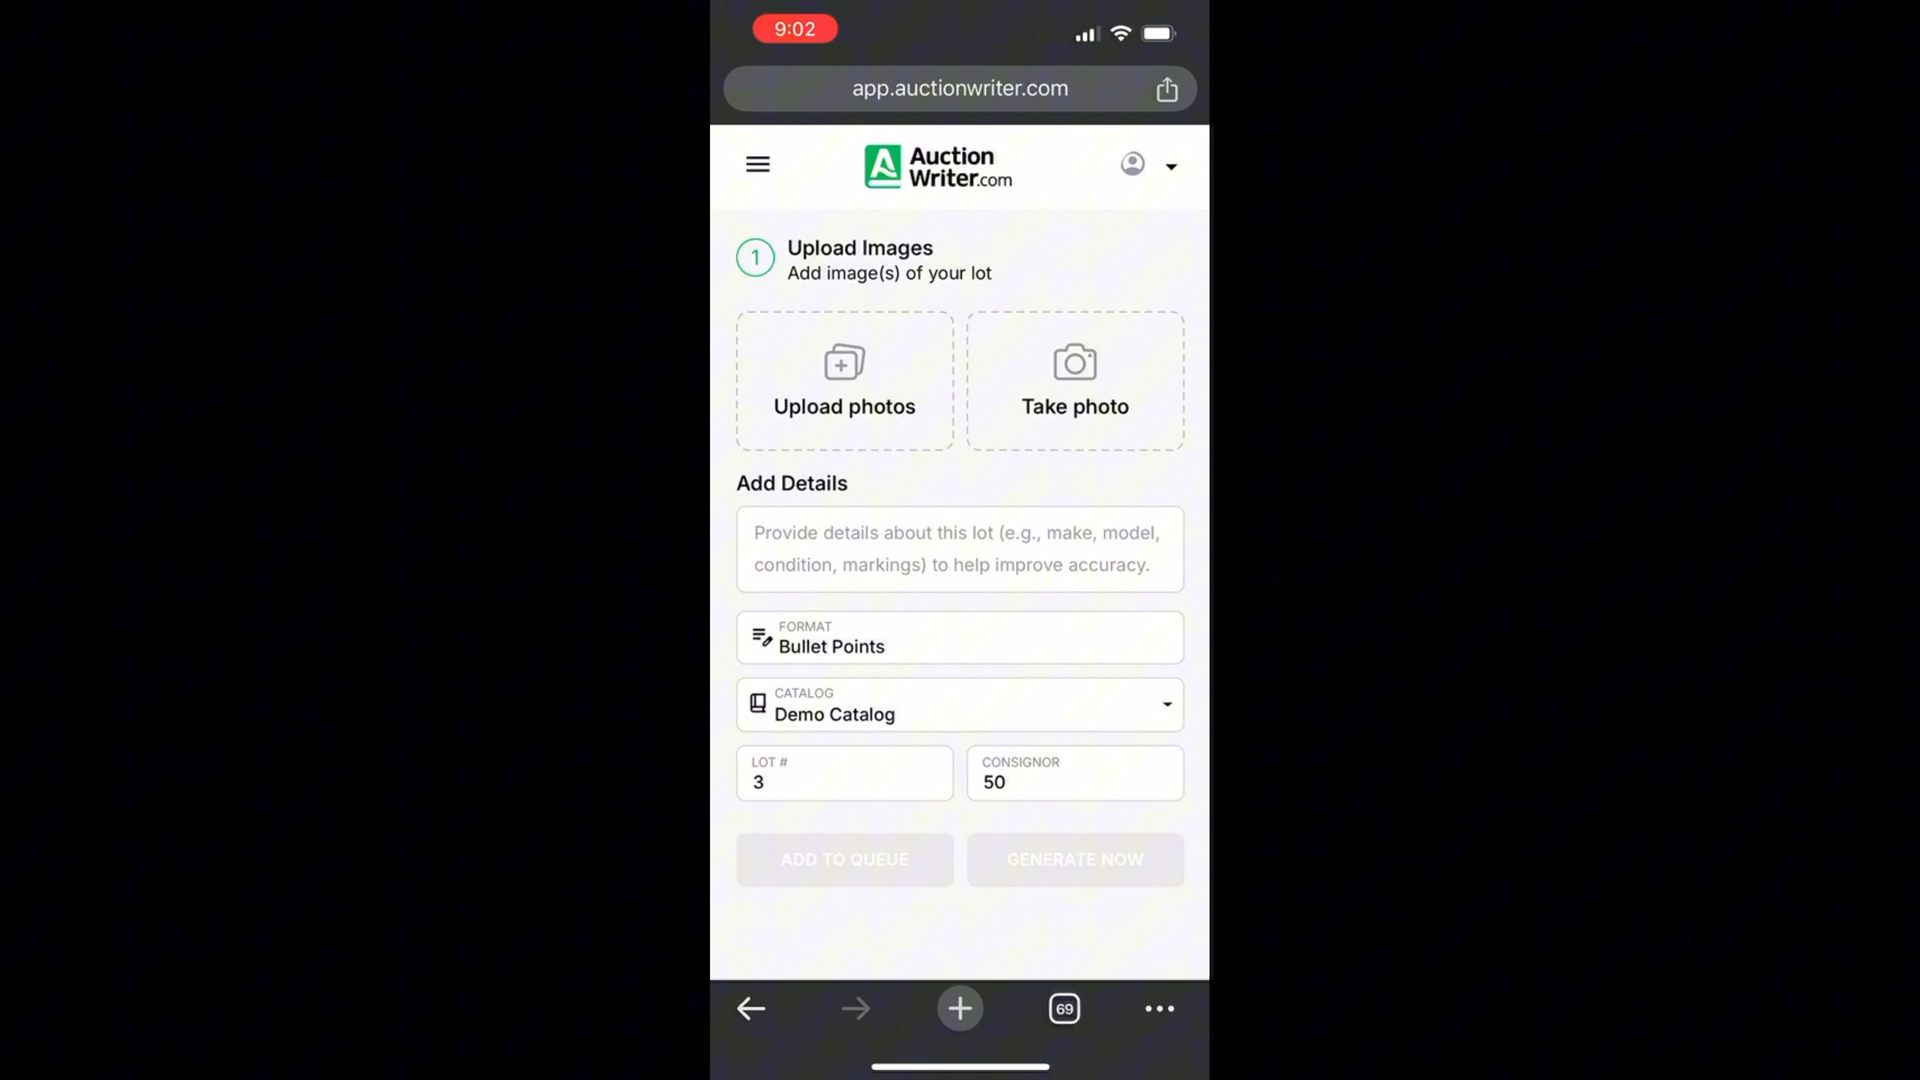 9:02
app.auctionwriter.com
Auction
Writer.com
1
Upload Images
Add image(s) of your lot
Upload photos
Take photo
Add Details
Provide details about this lot (e.g., make, model,
condition, markings) to help improve accuracy.
FORMAT
Bullet Points
CATALOG
Demo Catalog
LOT #
3
CONSIGNOR
50
ADD TO QUEUE
GENERATE NOW
69